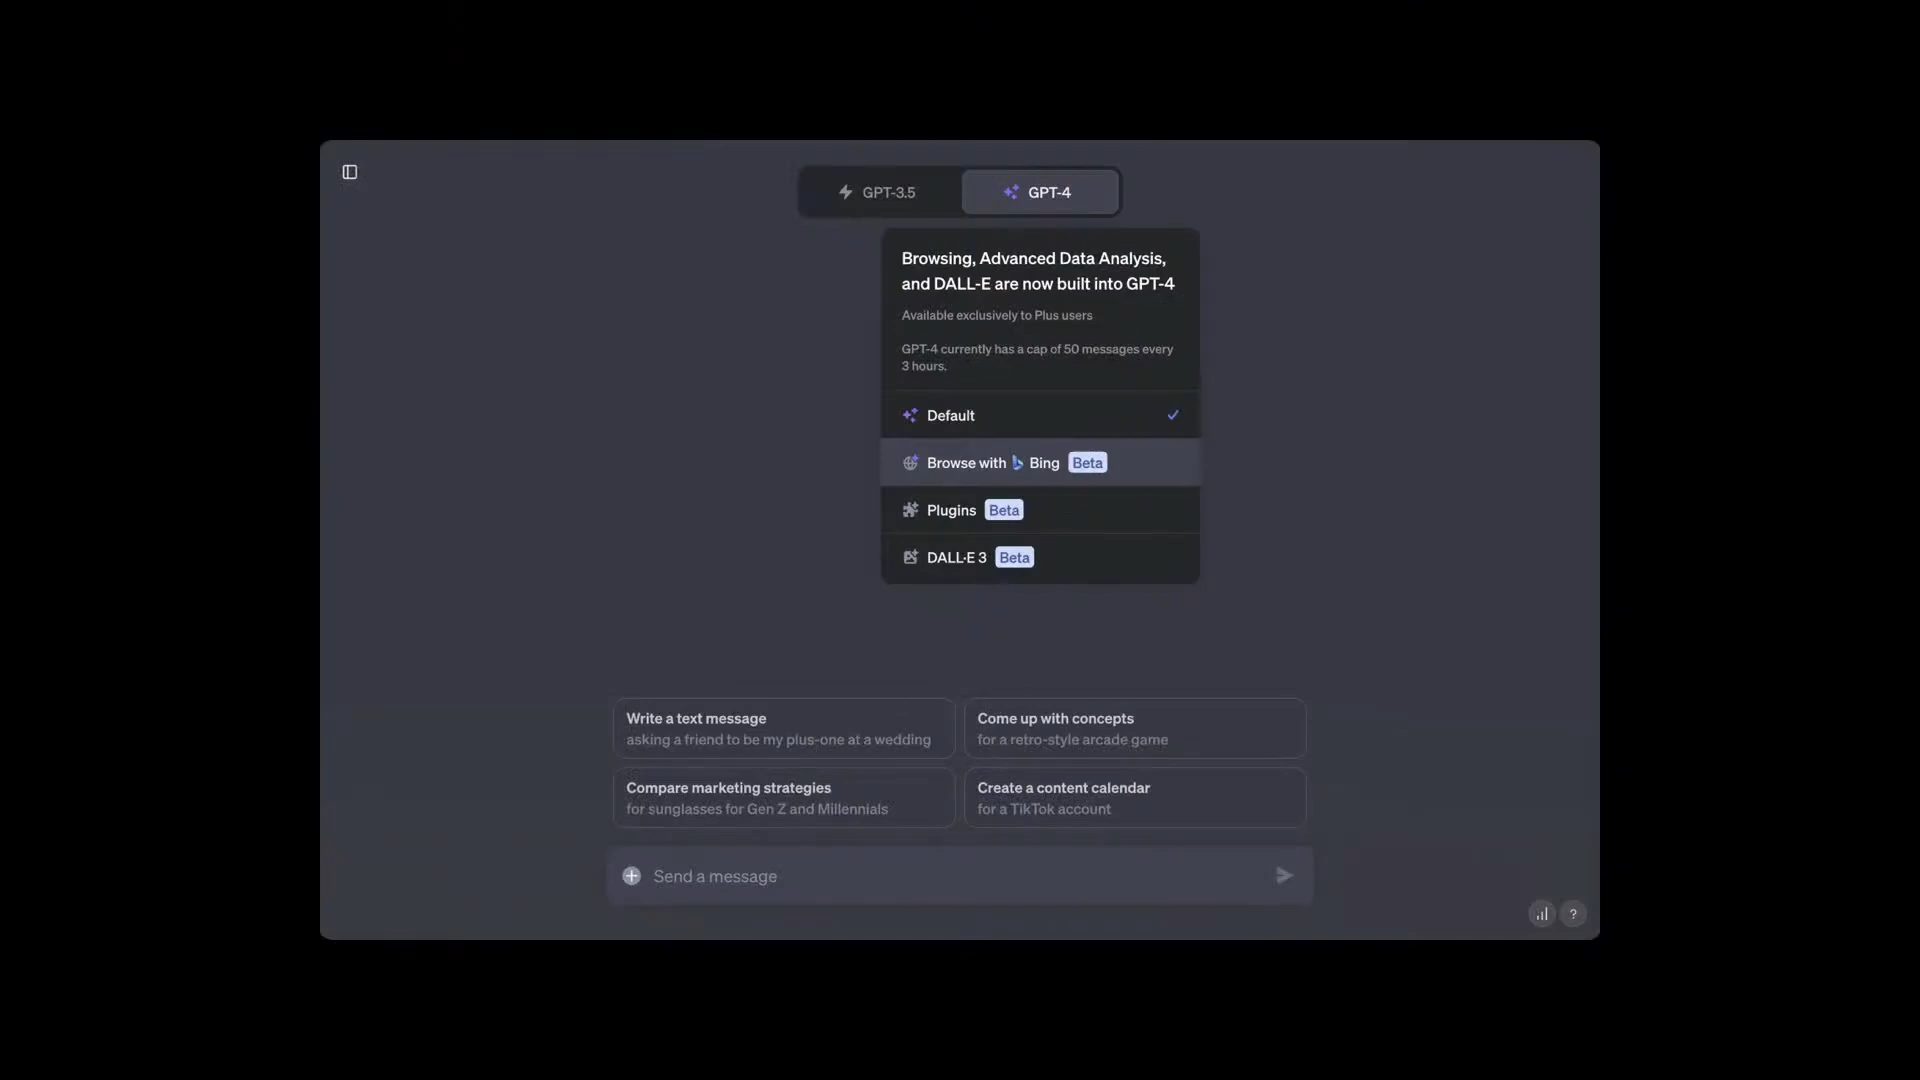 GPT-3.5
GPT-4
Browsing, Advanced Data Analysis,
and DALL-E are now built into GPT-4
Available exclusively to Plus users
GPT-4 currently has a cap of 50 messages every
3 hours.
Default
Browse with Bing Beta
Plugins Beta
DALL·E 3 Beta
Write a text message
asking a friend to be my plus-one at a wedding
Come up with concepts
for a retro-style arcade game
Compare marketing strategies
for sunglasses for Gen Z and Millennials
Create a content calendar
for a TikTok account
Send a message
?